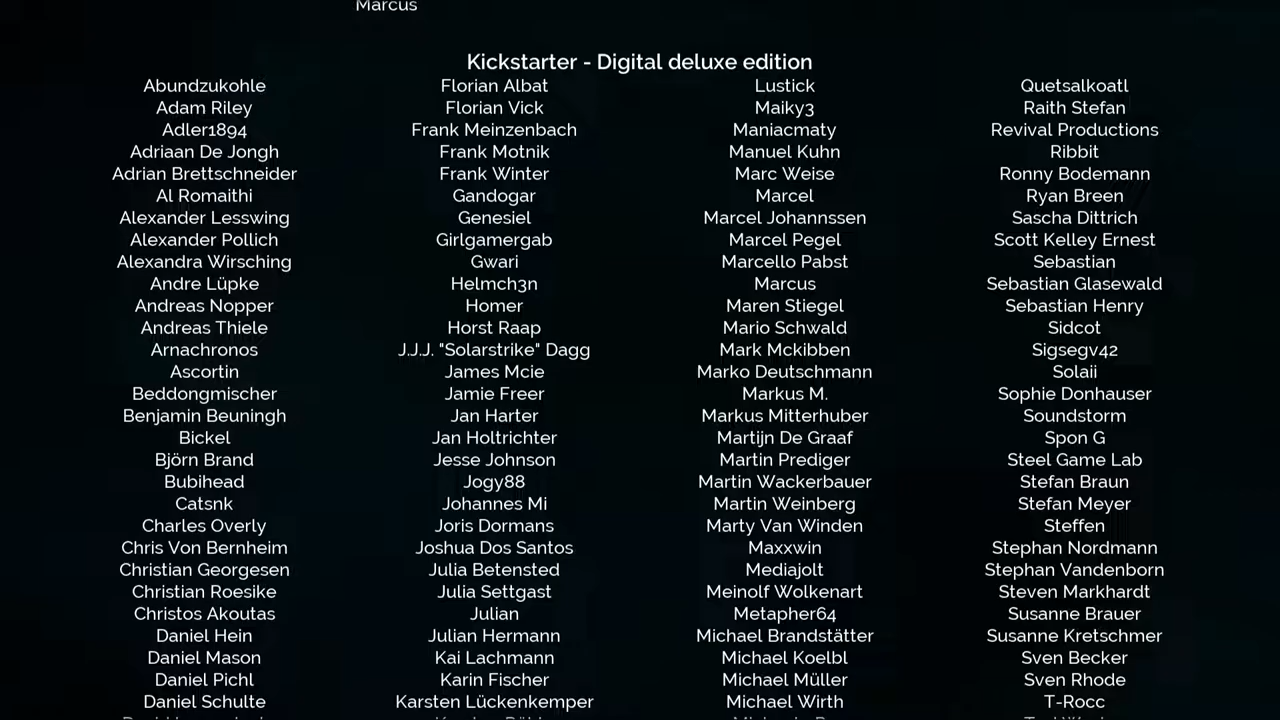 Marcus
Kickstarter - Digital deluxe edition
Abundzukohle
Adam Riley
Adler1894
Adriaan De Jongh
Adrian Brettschneider
Al Romaithi
Alexander Lesswing
Alexander Pollich
Alexandra Wirsching
Andre Lüpke
Andreas Nopper
Andreas Thiele
Arnachronos
Ascortin
Beddongmischer
Benjamin Beuningh
Bickel
Björn Brand
Bubihead
Catsnk
Charles Overly
Chris Von Bernheim
Christian Georgesen
Christian Roesike
Christos Akoutas
Daniel Hein
Daniel Mason
Daniel Pichl
Daniel Schulte
Florian Albat
Florian Vick
Frank Meinzenbach
Frank Motnik
Frank Winter
Gandogar
Genesiel
Girlgamergab
Gwari
Helmch3n
Homer
Horst Raap
J.J.J. "Solarstrike" Dagg
James Mcie
Jamie Freer
Jan Harter
Jan Holtrichter
Jesse Johnson
Jogy88
Johannes Mi
Joris Dormans
Joshua Dos Santos
Julia Betensted
Julia Settgast
Julian
Julian Hermann
Kai Lachmann
Karin Fischer
Karsten Lückenkemper
Lustick
Maiky3
Maniacmaty
Manuel Kuhn
Marc Weise
Marcel
Marcel Johannssen
Marcel Pegel
Marcello Pabst
Marcus
Maren Stiegel
Mario Schwald
Mark Mckibben
Marko Deutschmann
Markus M.
Markus Mitterhuber
Martijn De Graaf
Martin Prediger
Martin Wackerbauer
Martin Weinberg
Marty Van Winden
Maxxwin
Mediajolt
Meinolf Wolkenart
Metapher64
Michael Brandstätter
Michael Koelbl
Michael Müller
Michael Wirth
Quetsalkoatl
Raith Stefan
Revival Productions
Ribbit
Ronny Bodemann
Ryan Breen
Sascha Dittrich
Scott Kelley Ernest
Sebastian
Sebastian Glasewald
Sebastian Henry
Sidcot
Sigsegv42
Solaii
Sophie Donhauser
Soundstorm
Spon G
Steel Game Lab
Stefan Braun
Stefan Meyer
Steffen
Stephan Nordmann
Stephan Vandenborn
Steven Markhardt
Susanne Brauer
Susanne Kretschmer
Sven Becker
Sven Rhode
T-Rocc